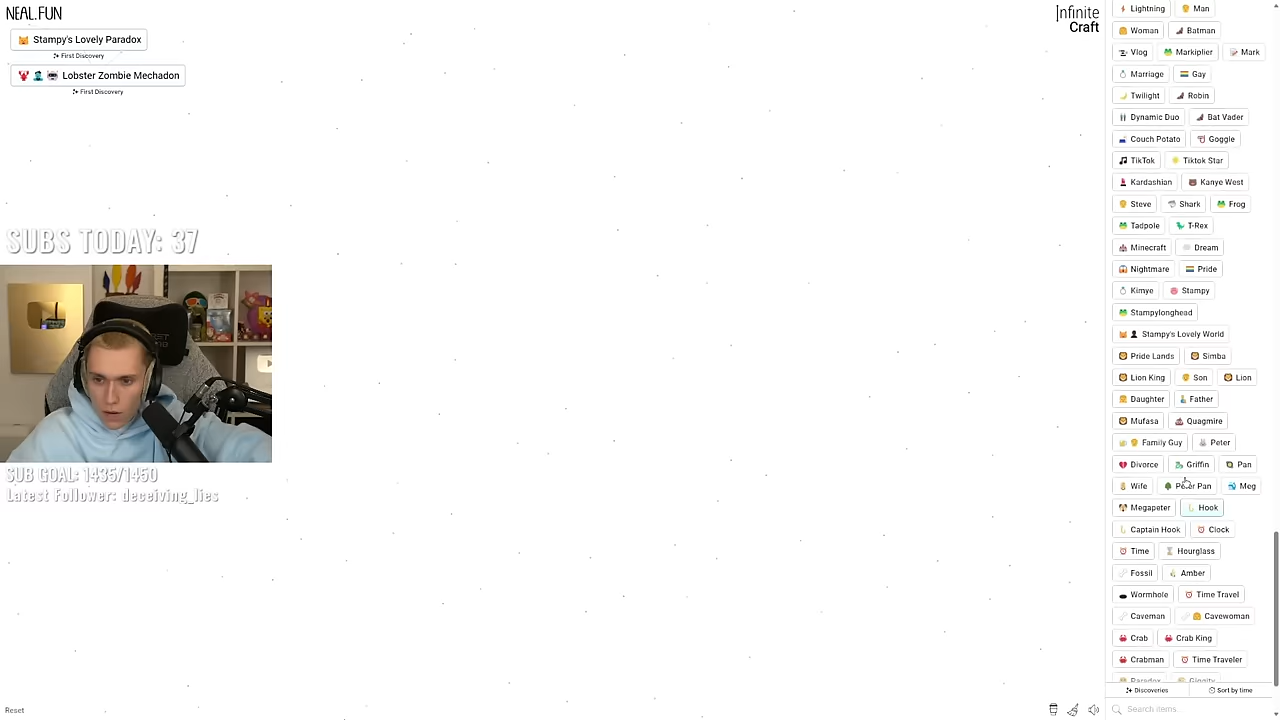 NEAL.FUN
Infinite
Craft
Stampy's Lovely Paradox
First Discovery
Lobster Zombie Mechadon
First Discovery
SUBS TODAY: 37
SUB GOAL: 1435/1450
Latest Follower: deceiving_lies
Reset
Lightning Man
Woman Batman
Vlog Markiplier Mark
Marriage Gay
Twilight Robin
Dynamic Duo Bat Vader
Couch Potato Goggle
TikTok Tiktok Star
Kardashian Kanye West
Steve Shark Frog
Tadpole T-Rex
Minecraft Dream
Nightmare Pride
Kimye Stampy
Stampylonghead
Stampy's Lovely World
Pride Lands Simba
Lion King Son Lion
Daughter Father
Mufasa Quagmire
Family Guy Peter
Divorce Griffin Pan
Wife Peter Pan Meg
Megapeter Hook
Captain Hook Clock
Time Hourglass
Fossil Amber
Wormhole Time Travel
Caveman Cavewoman
Crab Crab King
Crabman Time Traveler
Paradox Giggity
Discoveries Sort by time
Search items...